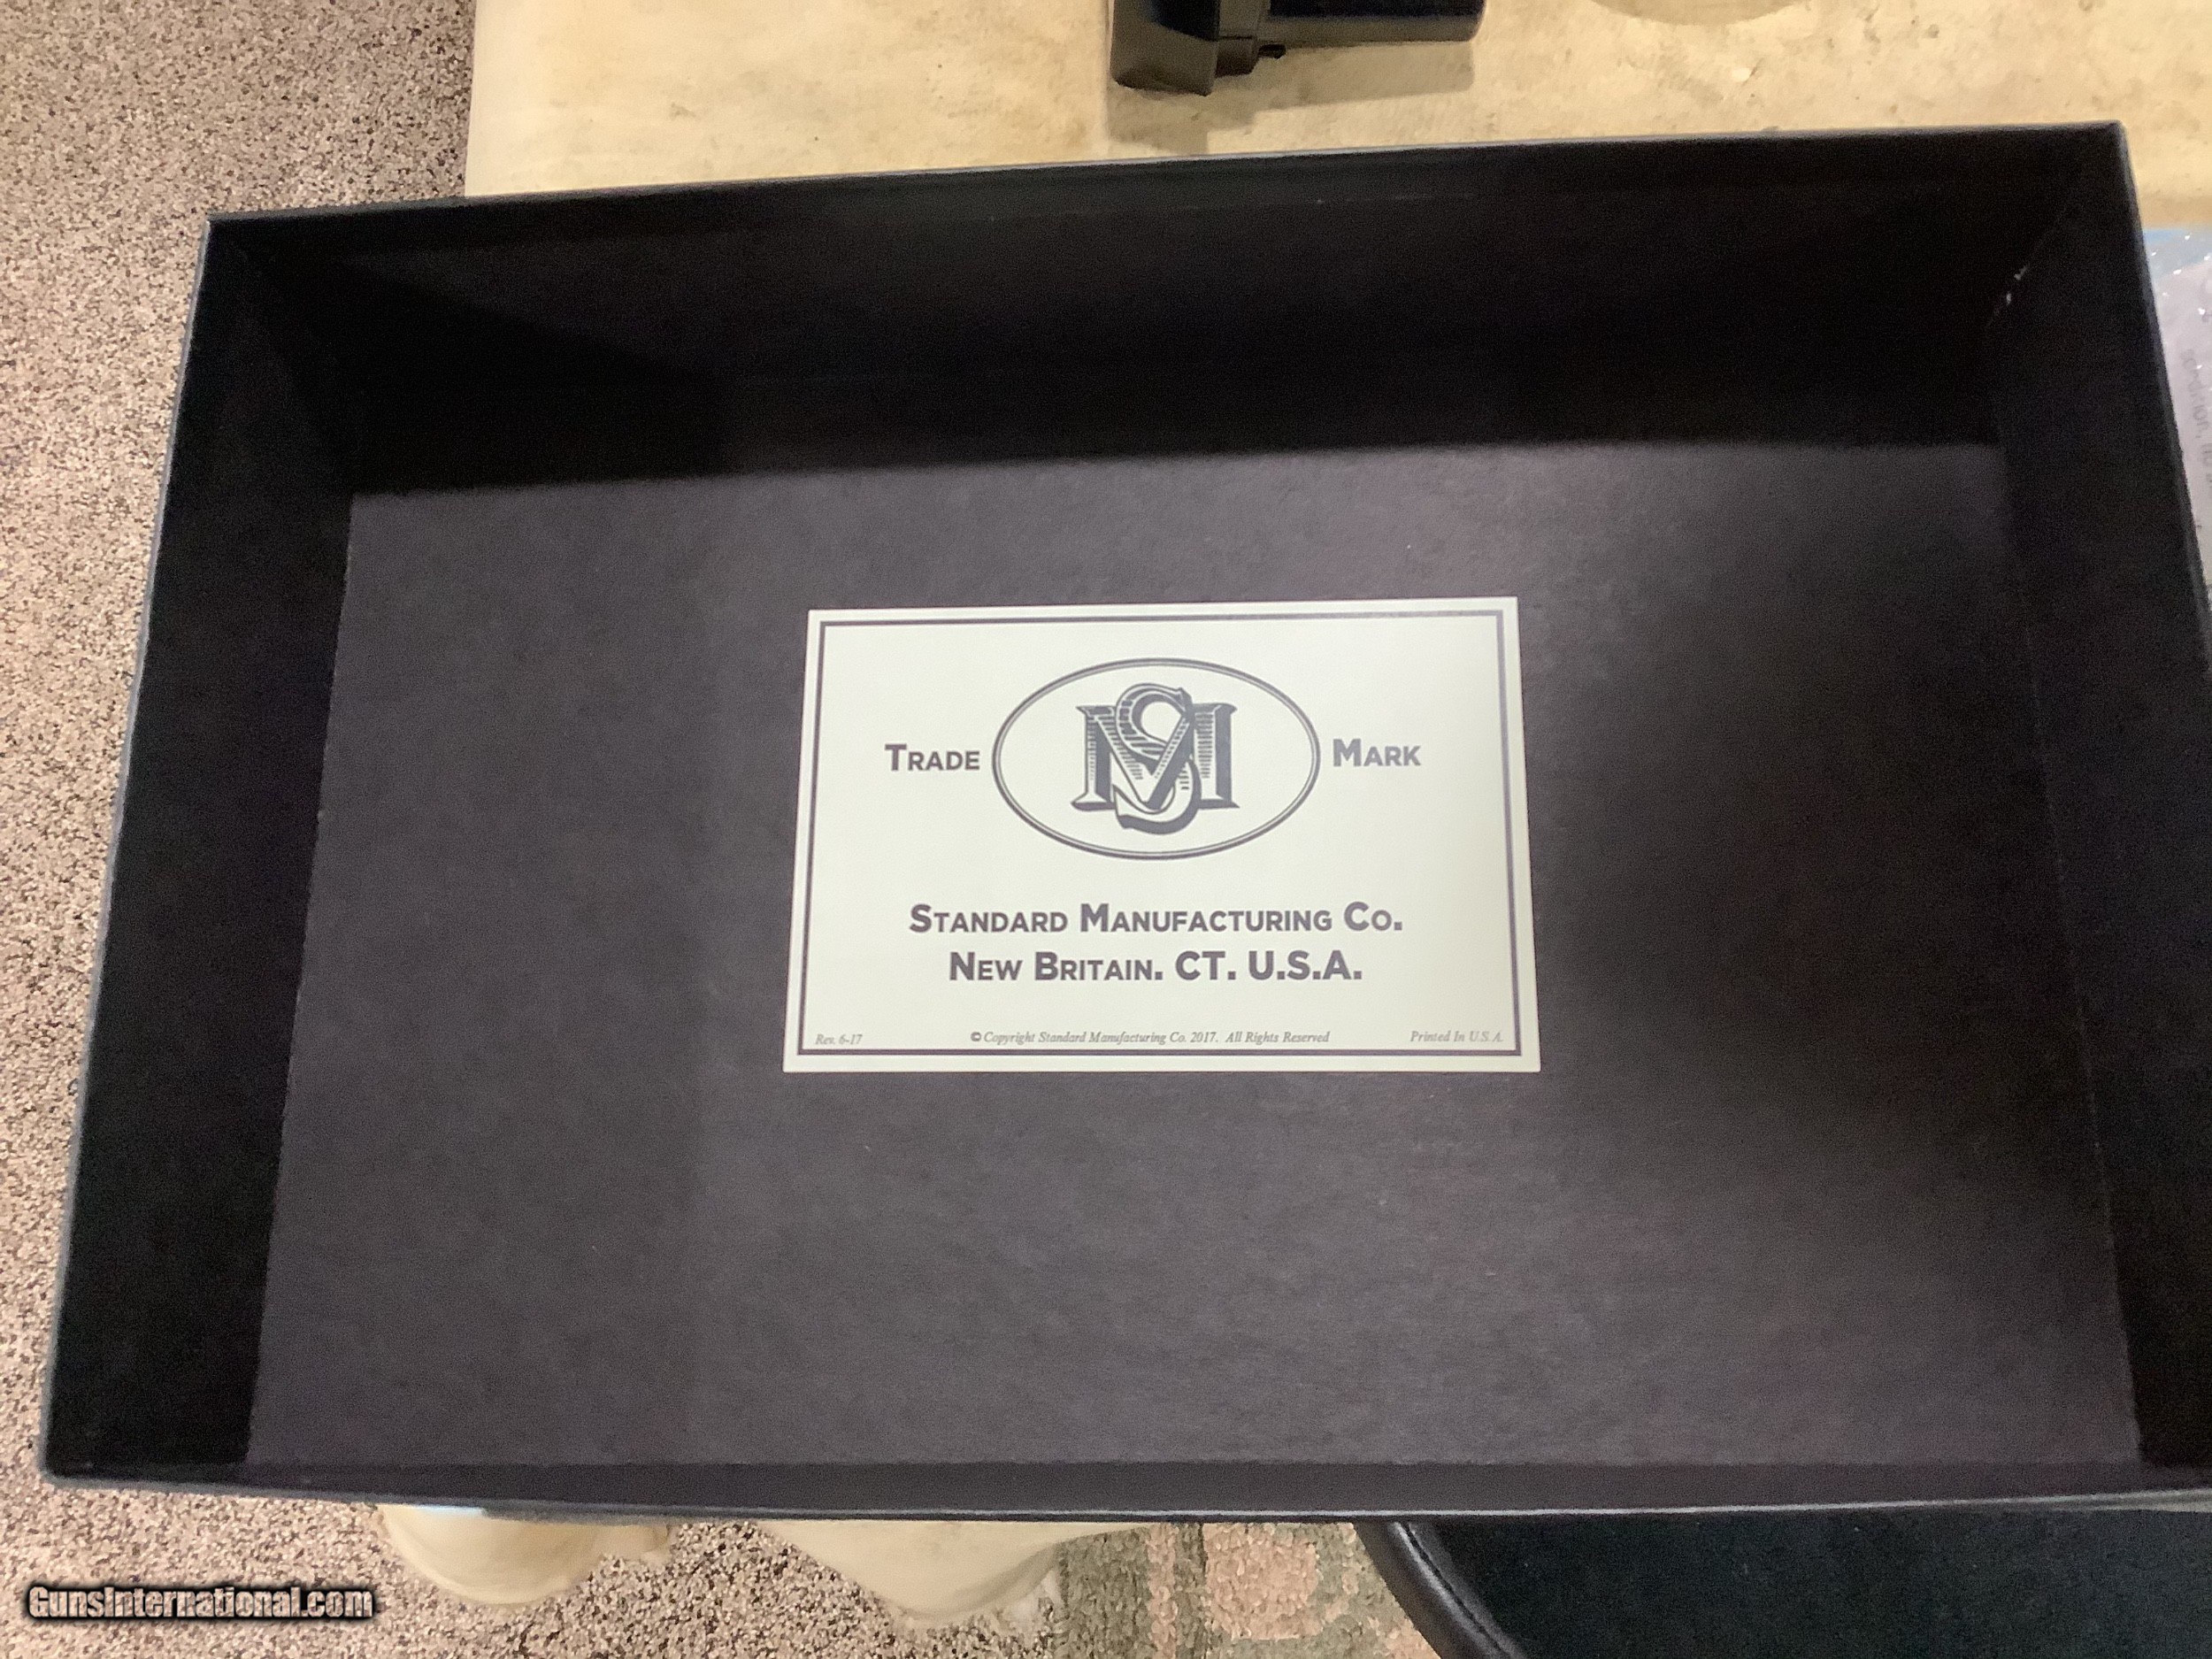 TRADE SM MARK
STANDARD MANUFACTURING CO.
NEW BRITAIN. CT. U.S.A.
Rev. 6-17 © Copyright Standard Manufacturing Co. 2017. All Rights Reserved Printed In U.S.A.
GunsInternational.com